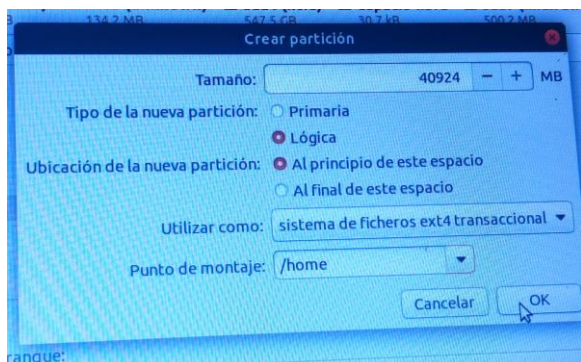 134.2 MB 547.5 GB 30.7 kB 500.2 MB
Crear partición
Tamaño: 40924 − + MB
Tipo de la nueva partición: Primaria
Lógica
Ubicación de la nueva partición: Al principio de este espacio
Al final de este espacio
Utilizar como: sistema de ficheros ext4 transaccional
Punto de montaje: /home
Cancelar OK
ranque: